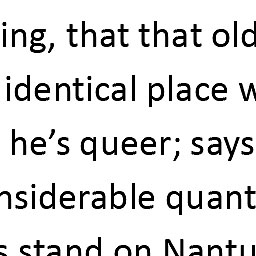 ing, that that old
identical place w
he's queer; says
nsiderable quant
s stand on Nantu